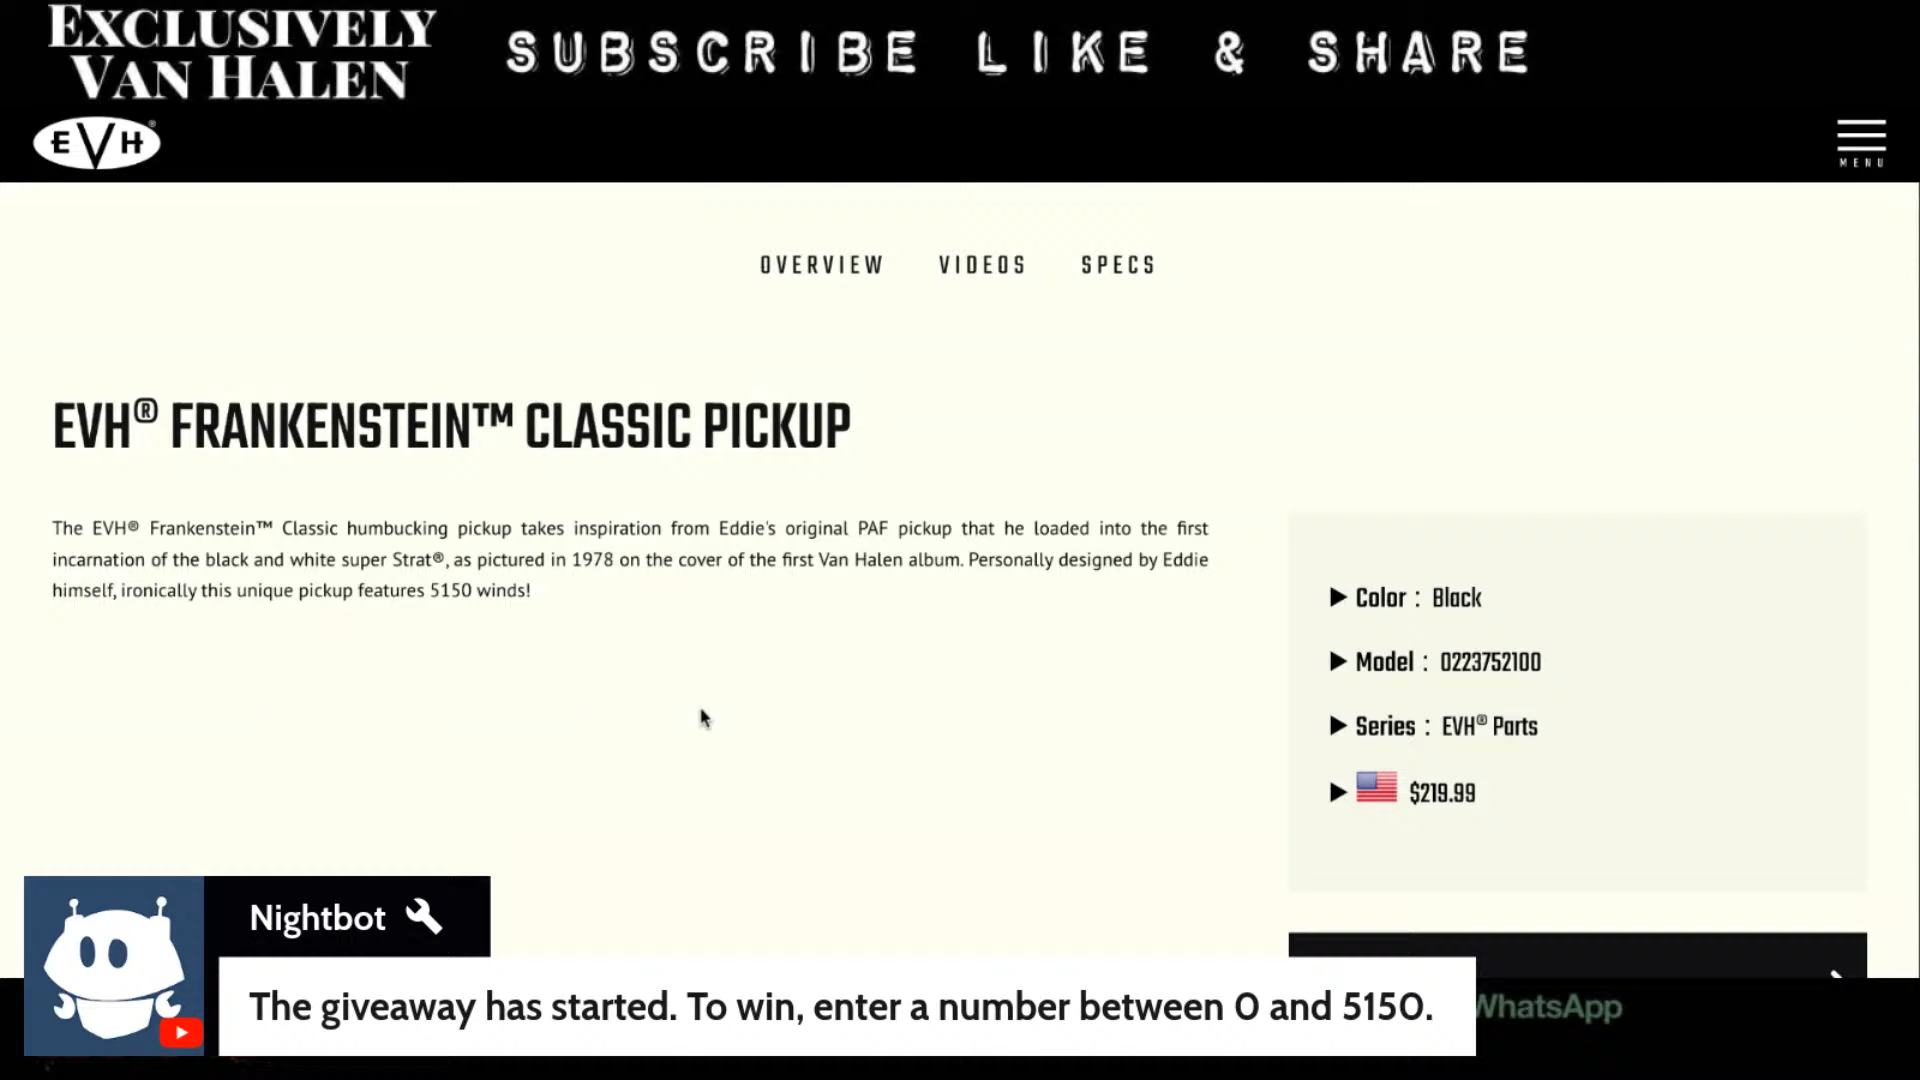 EXCLUSIVELY
VAN HALEN
SUBSCRIBE LIKE & SHARE
EVH®
MENU
OVERVIEW VIDEOS SPECS
EVH® FRANKENSTEIN™ CLASSIC PICKUP
The EVH® Frankenstein™ Classic humbucking pickup takes inspiration from Eddie's original PAF pickup that he loaded into the first
incarnation of the black and white super Strat®, as pictured in 1978 on the cover of the first Van Halen album. Personally designed by Eddie
himself, ironically this unique pickup features 5150 winds!
Color : Black
Model : 0223752100
Series : EVH® Parts
$219.99
Nightbot
The giveaway has started. To win, enter a number between 0 and 5150.
WhatsApp